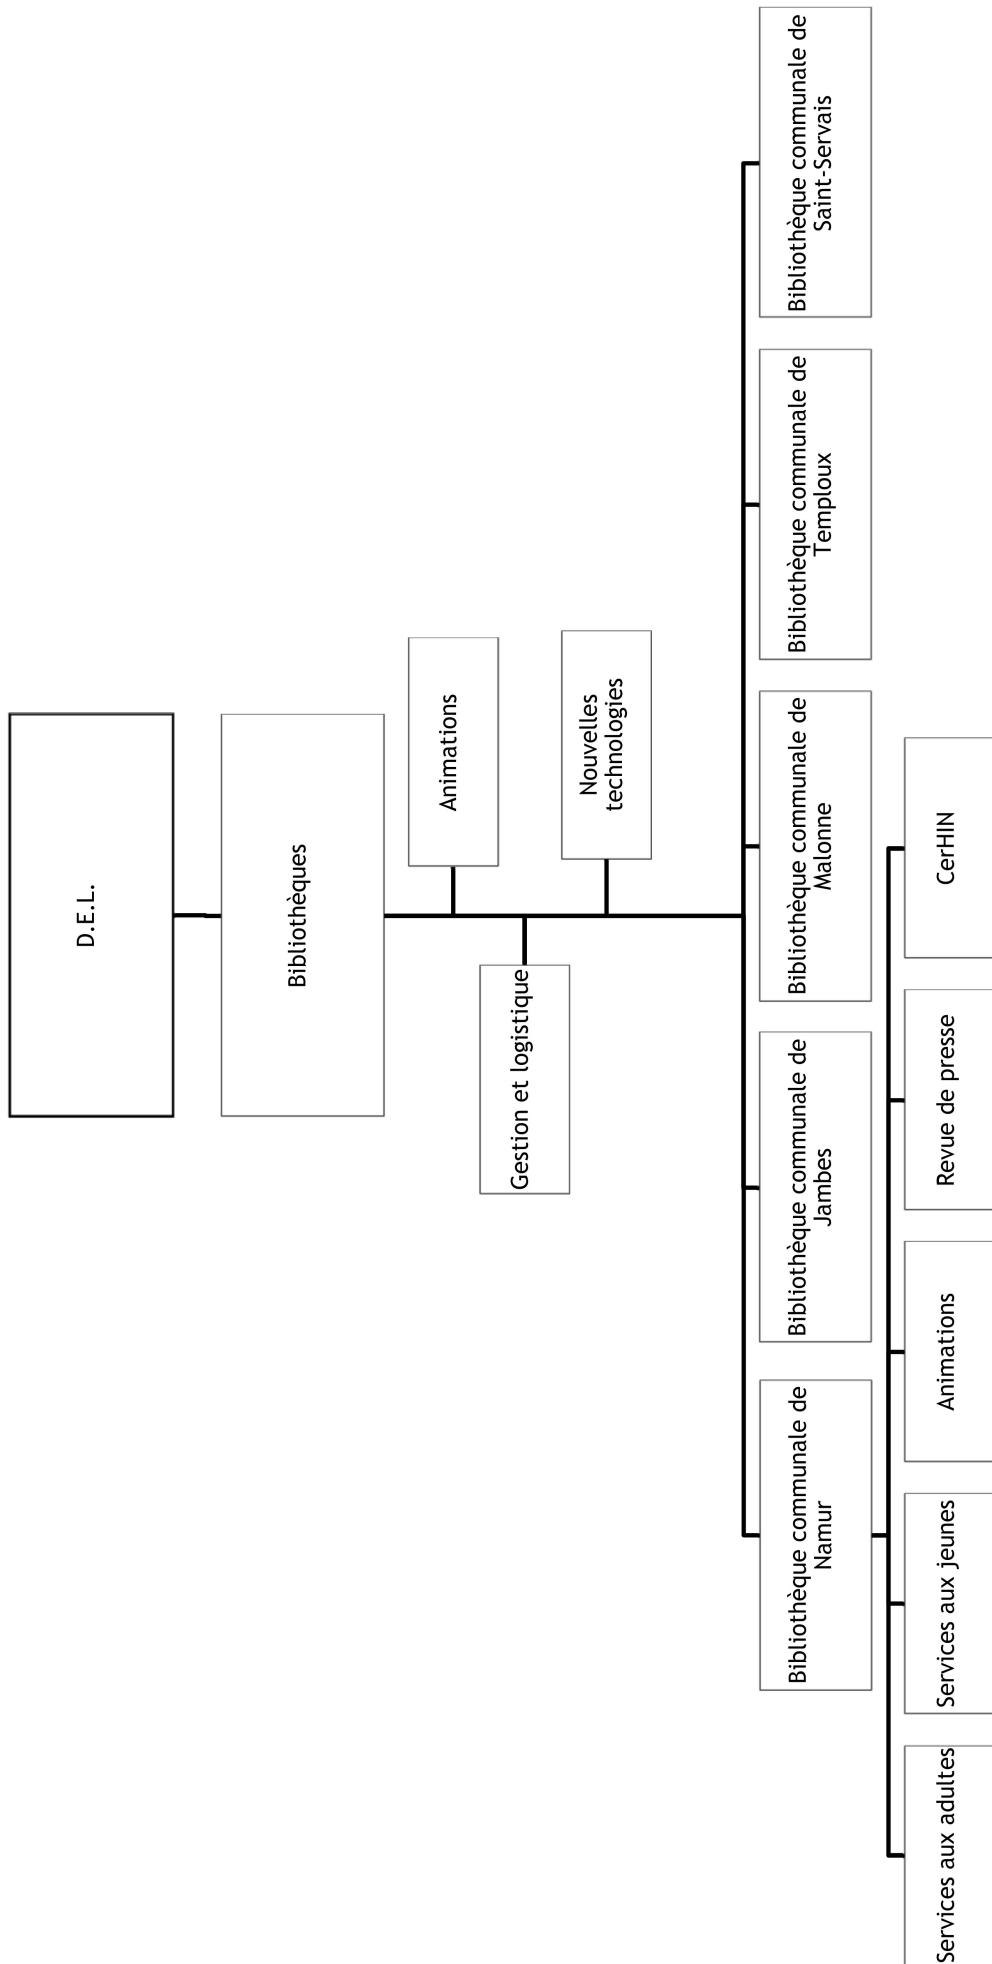 D.E.L.
Bibliothèques
Animations
Gestion et logistique
Nouvelles
technologies
Bibliothèque communale de
Namur
Bibliothèque communale de
Jambes
Bibliothèque communale de
Malonne
Bibliothèque communale de
Temploux
Bibliothèque communale de
Saint-Servais
Services aux adultes
Services aux jeunes
Animations
Revue de presse
CerHIN